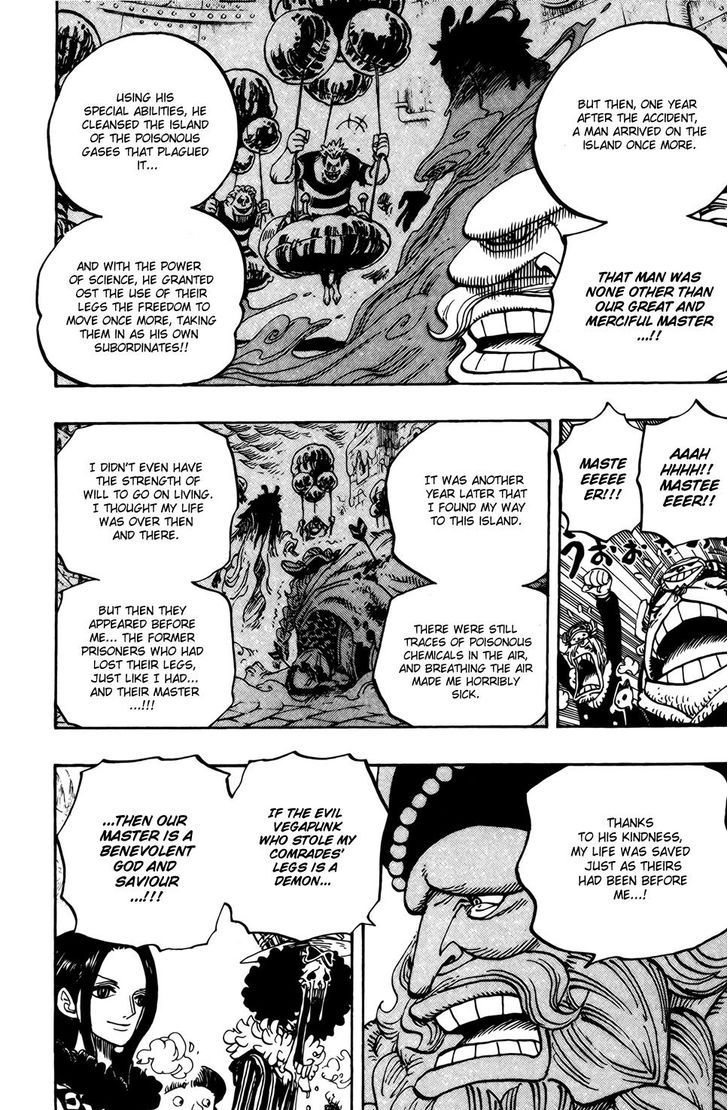 BUT THEN, ONE YEAR
AFTER THE ACCIDENT,
A MAN ARRIVED ON THE
ISLAND ONCE MORE.
THAT MAN WAS
NONE OTHER THAN
OUR GREAT AND
MERCIFUL MASTER
...!!
USING HIS
SPECIAL ABILITIES, HE
CLEANSED THE ISLAND
OF THE POISONOUS
GASES THAT PLAGUED
IT...
AND WITH THE POWER
OF SCIENCE, HE GRANTED
OST THE USE OF THEIR
LEGS THE FREEDOM TO
MOVE ONCE MORE, TAKING
THEM IN AS HIS OWN
SUBORDINATES!!
AAAH
HHHH!!
MASTEE
EEER!!
MASTE
EEEEE
ER!!!
うおおお
IT WAS ANOTHER
YEAR LATER THAT
I FOUND MY WAY
TO THIS ISLAND.
THERE WERE STILL
TRACES OF POISONOUS
CHEMICALS IN THE AIR,
AND BREATHING THE AIR
MADE ME HORRIBLY
SICK.
I DIDN'T EVEN HAVE
THE STRENGTH OF
WILL TO GO ON LIVING.
I THOUGHT MY LIFE
WAS OVER THEN
AND THERE.
BUT THEN THEY
APPEARED BEFORE
ME... THE FORMER
PRISONERS WHO HAD
LOST THEIR LEGS,
JUST LIKE I HAD...
AND THEIR MASTER
...!!!
THANKS
TO HIS KINDNESS,
MY LIFE WAS SAVED
JUST AS THEIRS
HAD BEEN BEFORE
ME...!
IF THE EVIL
VEGAPUNK
WHO STOLE MY
COMRADES'
LEGS IS A
DEMON...
...THEN OUR
MASTER IS A
BENEVOLENT
GOD AND
SAVIOUR
...!!!